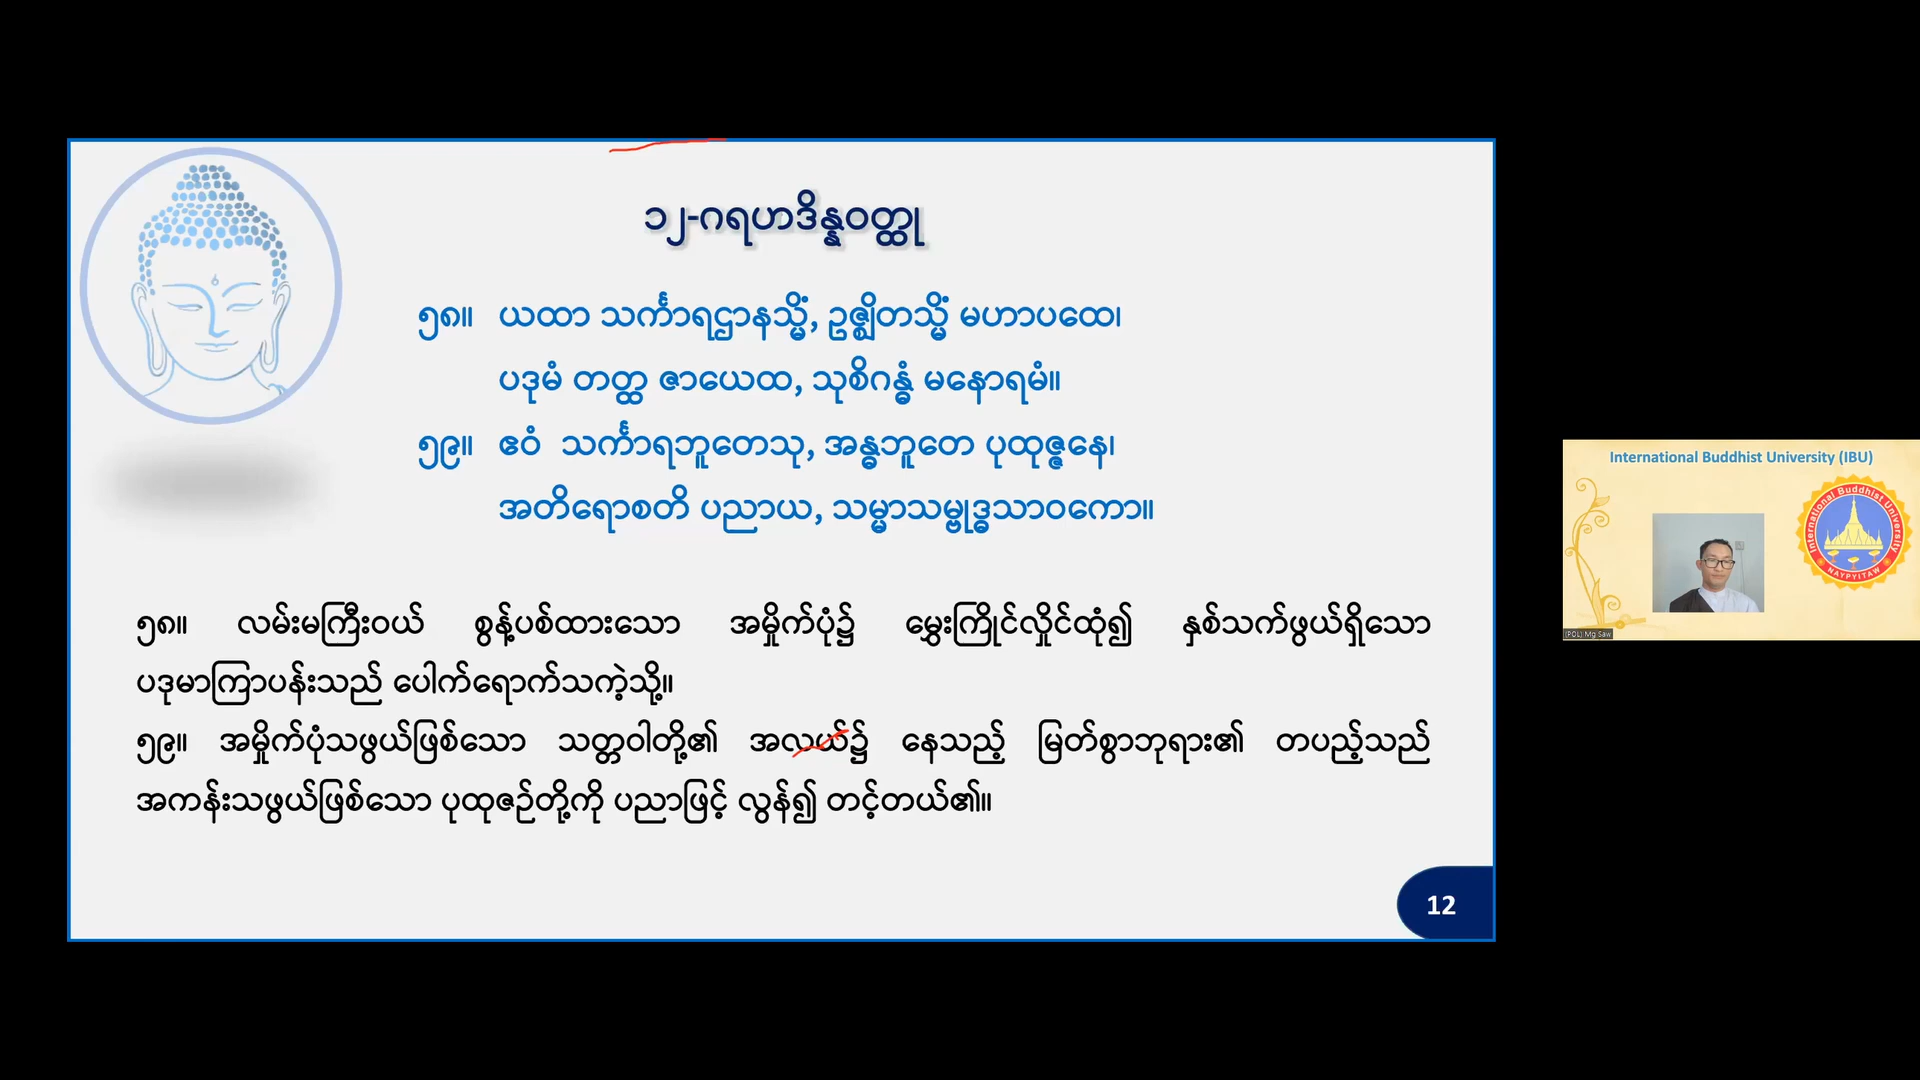 ၁၂-ဂရဟဒိန္နဝတ္ထု
၅၈။ ယထာ သင်္ကာရဌာနသ္မိံ, ဥဇ္ဈိတသ္မိံ မဟာပထေ၊
ပဒုမံ တတ္ထ ဇာယေထ, သုစိဂန္ဓံ မနောရမံ။
၅၉။ ဧဝံ သင်္ကာရဘူတေသု, အန္ဓဘူတေ ပုထုဇ္ဇနေ၊
အတိရောစတိ ပညာယ, သမ္မာသမ္ဗုဒ္ဓသာဝကော။
၅၈။ လမ်းမကြီးဝယ် စွန့်ပစ်ထားသော အမှိုက်ပုံ၌ မွှေးကြိုင်လှိုင်ထုံ၍ နှစ်သက်ဖွယ်ရှိသော
ပဒုမာကြာပန်းသည် ပေါက်ရောက်သကဲ့သို့။
၅၉။ အမှိုက်ပုံသဖွယ်ဖြစ်သော သတ္တဝါတို့၏ အလယ်၌ နေသည့် မြတ်စွာဘုရား၏ တပည့်သည်
အကန်းသဖွယ်ဖြစ်သော ပုထုဇဉ်တို့ကို ပညာဖြင့် လွန်၍ တင့်တယ်၏။
12
International Buddhist University (IBU)
International Buddhist University
NAYPYITAW
(POL) Mg Saw